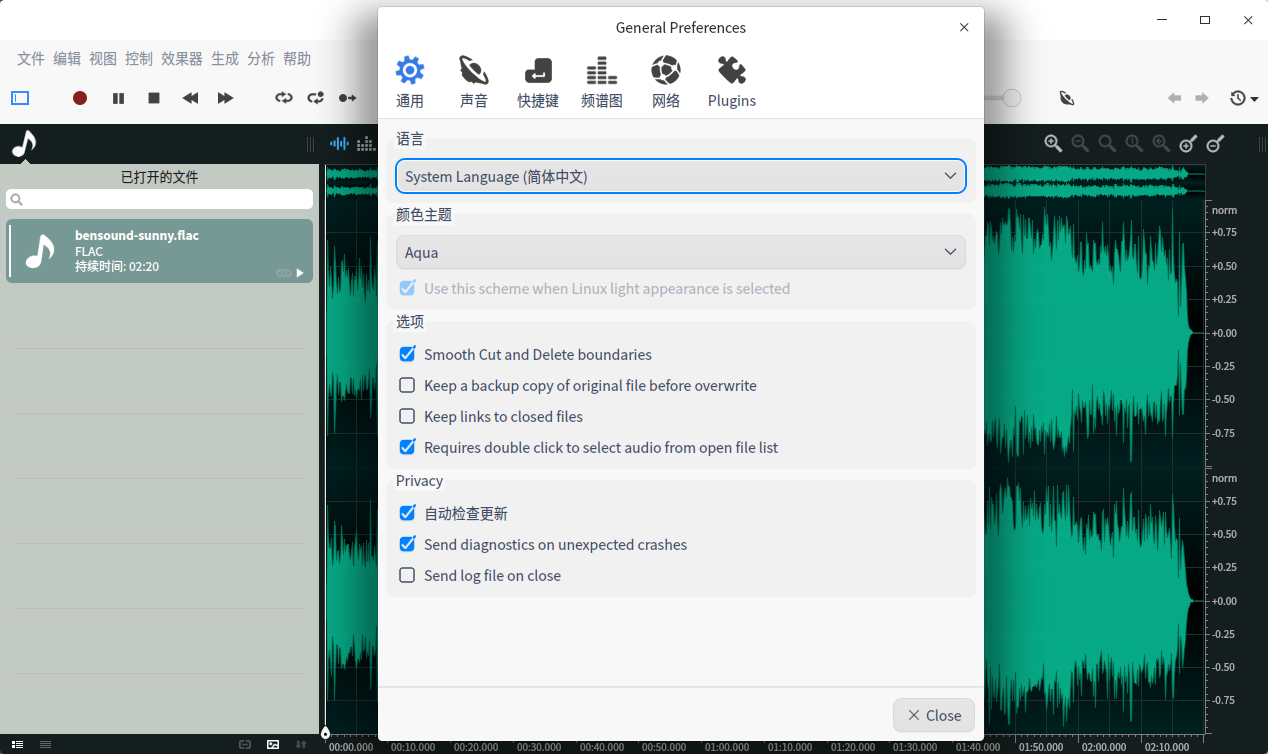 General Preferences
文件 编辑 视图 控制 效果器 生成 分析 帮助
通用 声音 快捷键 频谱图 网络 Plugins
已打开的文件
bensound-sunny.flac
FLAC
持续时间: 02:20
语言
System Language (简体中文)
颜色主题
Aqua
Use this scheme when Linux light appearance is selected
选项
Smooth Cut and Delete boundaries
Keep a backup copy of original file before overwrite
Keep links to closed files
Requires double click to select audio from open file list
Privacy
自动检查更新
Send diagnostics on unexpected crashes
Send log file on close
Close
norm
+0.75
+0.50
+0.25
+0.00
-0.25
-0.50
-0.75
norm
+0.75
+0.50
+0.25
+0.00
-0.25
-0.50
-0.75
00:00.000 00:10.000 00:20.000 00:30.000 00:40.000 00:50.000 01:00.000 01:10.000 01:20.000 01:30.000 01:40.000 01:50.000 02:00.000 02:10.000